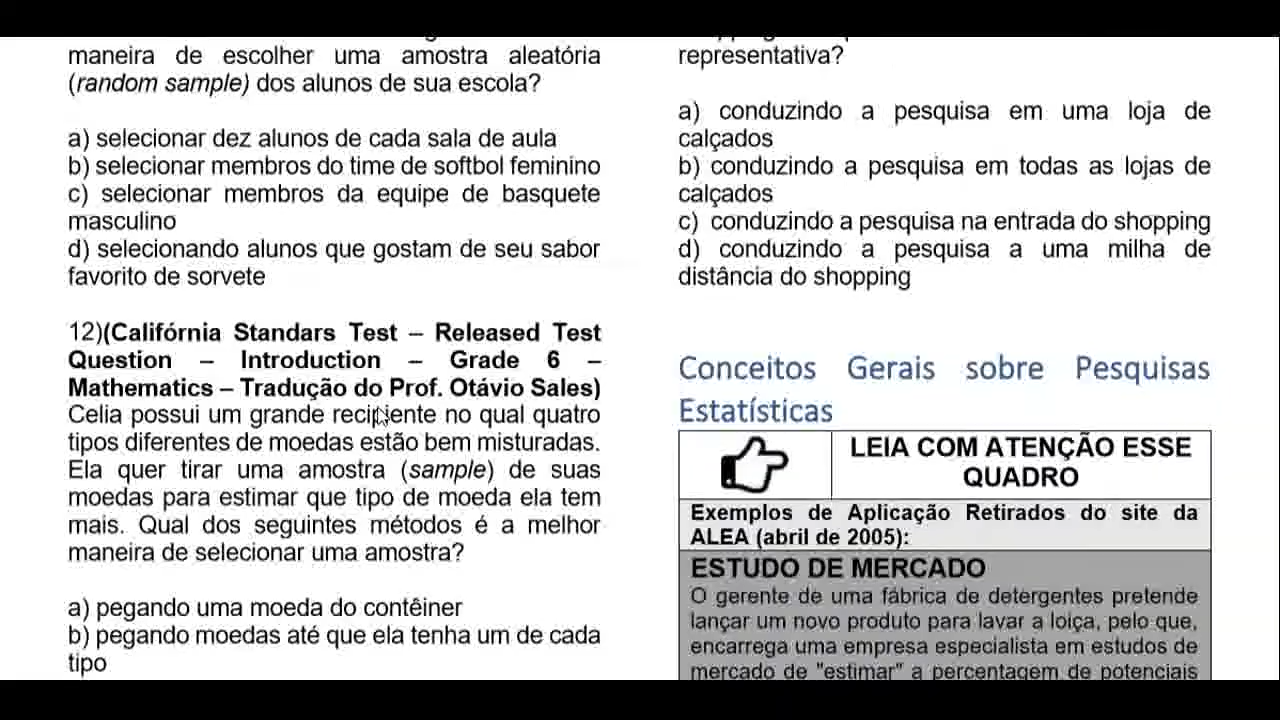 maneira de escolher uma amostra aleatória
(random sample) dos alunos de sua escola?
a) selecionar dez alunos de cada sala de aula
b) selecionar membros do time de softbol feminino
c) selecionar membros da equipe de basquete
masculino
d) selecionando alunos que gostam de seu sabor
favorito de sorvete
12)(Califórnia Standars Test – Released Test
Question – Introduction – Grade 6 –
Mathematics – Tradução do Prof. Otávio Sales)
Celia possui um grande recipiente no qual quatro
tipos diferentes de moedas estão bem misturadas.
Ela quer tirar uma amostra (sample) de suas
moedas para estimar que tipo de moeda ela tem
mais. Qual dos seguintes métodos é a melhor
maneira de selecionar uma amostra?
a) pegando uma moeda do contêiner
b) pegando moedas até que ela tenha um de cada
tipo
representativa?
a) conduzindo a pesquisa em uma loja de
calçados
b) conduzindo a pesquisa em todas as lojas de
calçados
c) conduzindo a pesquisa na entrada do shopping
d) conduzindo a pesquisa a uma milha de
distância do shopping
Conceitos Gerais sobre Pesquisas
Estatísticas
LEIA COM ATENÇÃO ESSE
QUADRO
Exemplos de Aplicação Retirados do site da
ALEA (abril de 2005):
ESTUDO DE MERCADO
O gerente de uma fábrica de detergentes pretende
lançar um novo produto para lavar a loiça, pelo que,
encarrega uma empresa especialista em estudos de
mercado de "estimar" a percentagem de potenciais